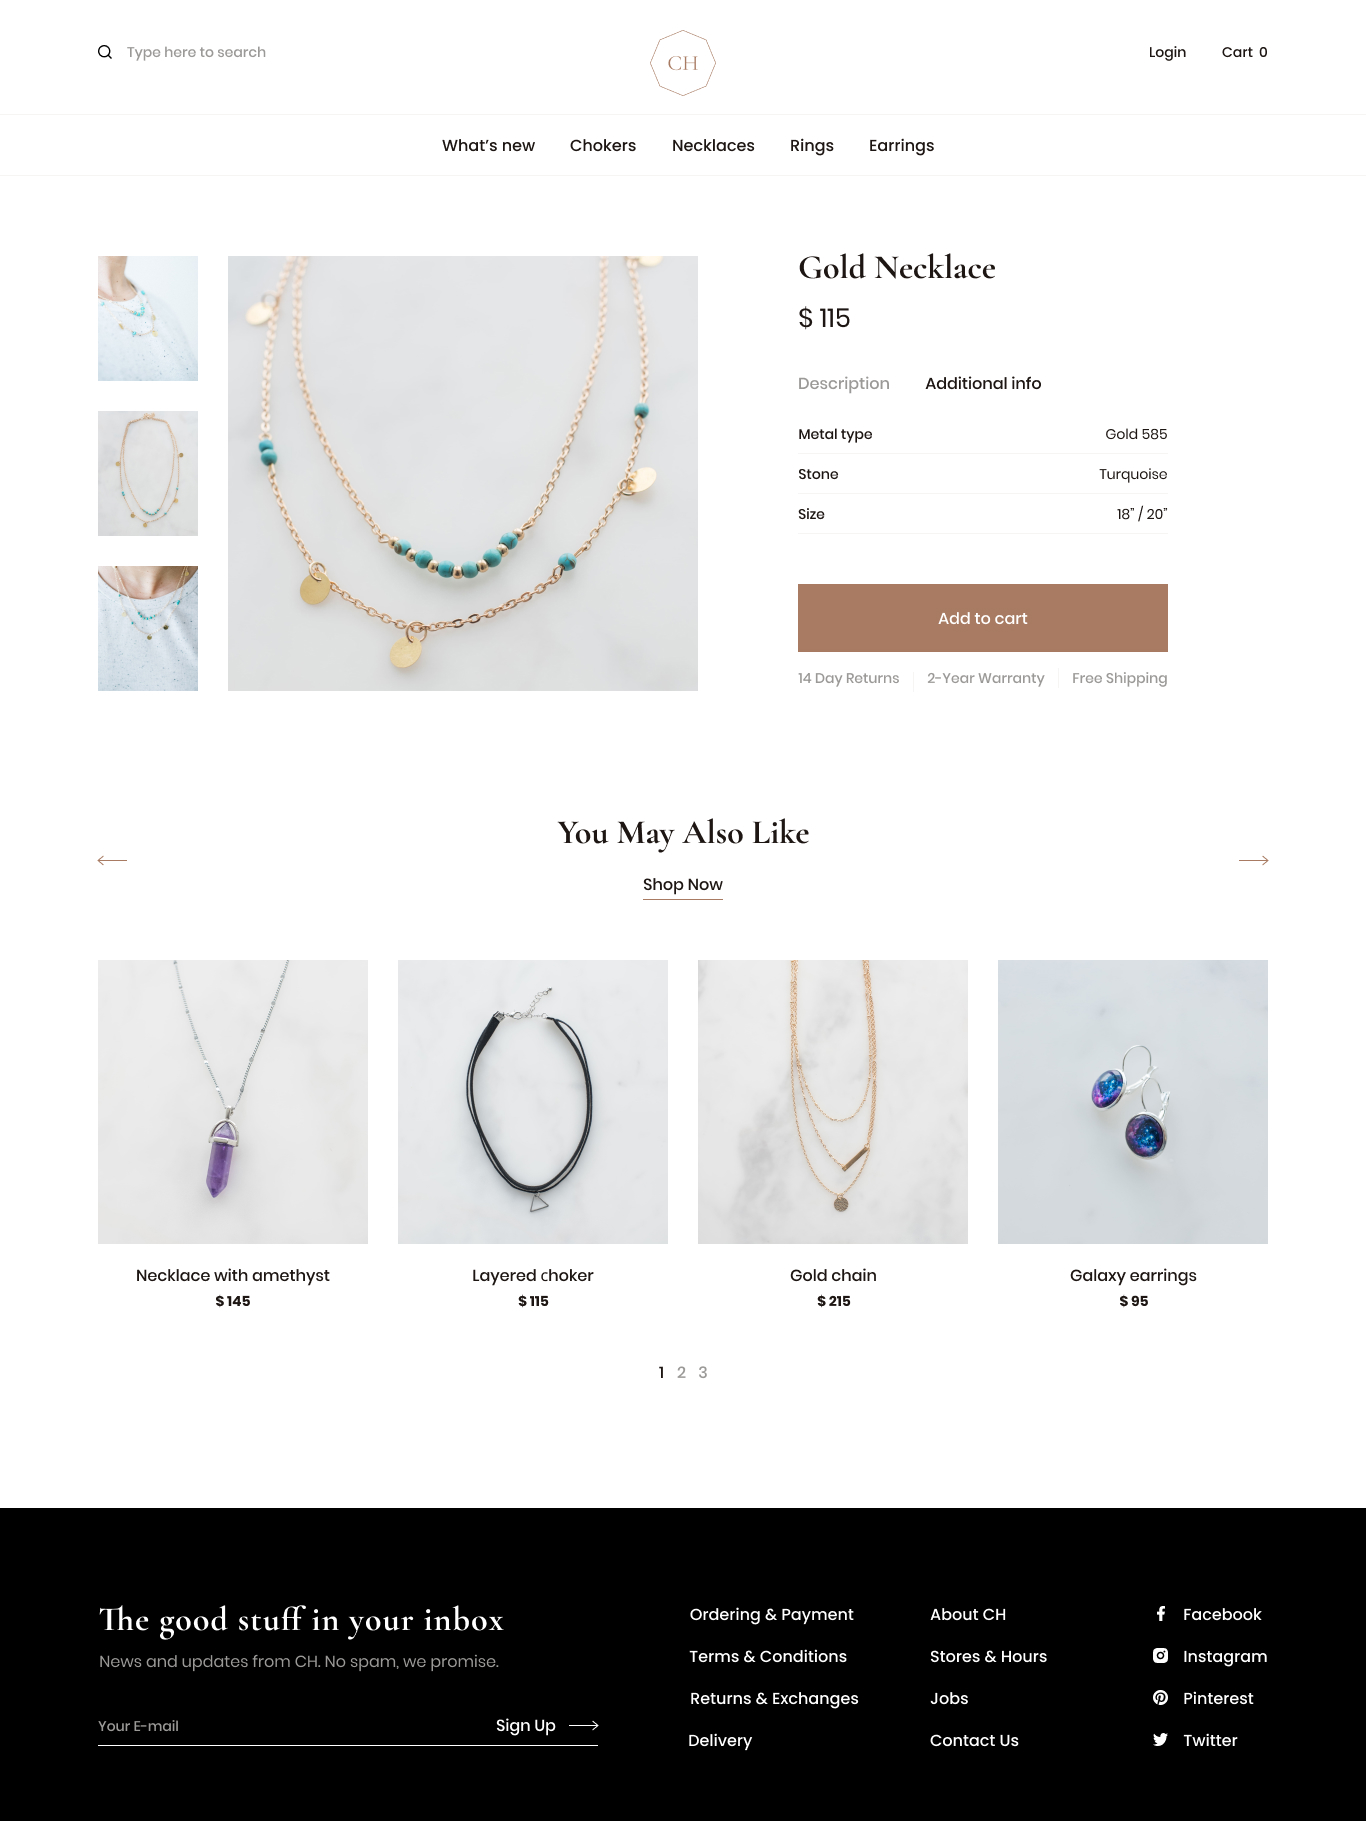 Type here to search
CH
Login Cart 0
What’s new Chokers Necklaces Rings Earrings
Gold Necklace
$ 115
Description Additional info
Metal type Gold 585
Stone Turquoise
Size 18” / 20”
Add to cart
14 Day Returns 2-Year Warranty Free Shipping
You May Also Like
Shop Now
Necklace with amethyst
$ 145
Layered choker
$ 115
Gold chain
$ 215
Galaxy earrings
$ 95
1 2 3
The good stuff in your inbox
News and updates from CH. No spam, we promise.
Your E-mail Sign Up
Ordering & Payment
Terms & Conditions
Returns & Exchanges
Delivery
About CH
Stores & Hours
Jobs
Contact Us
Facebook
Instagram
Pinterest
Twitter